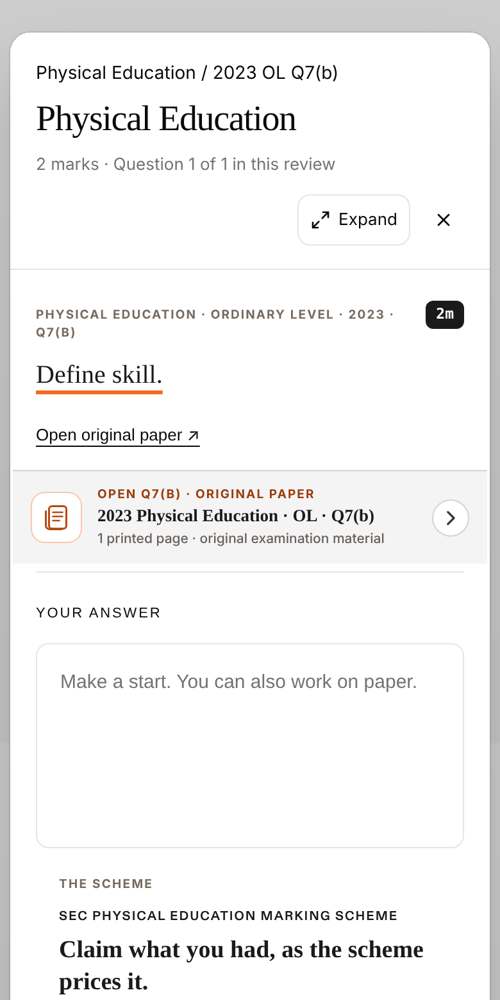 Physical Education / 2023 OL Q7(b)
Physical Education
2 marks · Question 1 of 1 in this review
Expand
PHYSICAL EDUCATION · ORDINARY LEVEL · 2023 ·
Q7(B)
2m
Define skill.
Open original paper ↗
OPEN Q7(B) · ORIGINAL PAPER
2023 Physical Education · OL · Q7(b)
1 printed page · original examination material
YOUR ANSWER
Make a start. You can also work on paper.
THE SCHEME
SEC PHYSICAL EDUCATION MARKING SCHEME
Claim what you had, as the scheme
prices it.